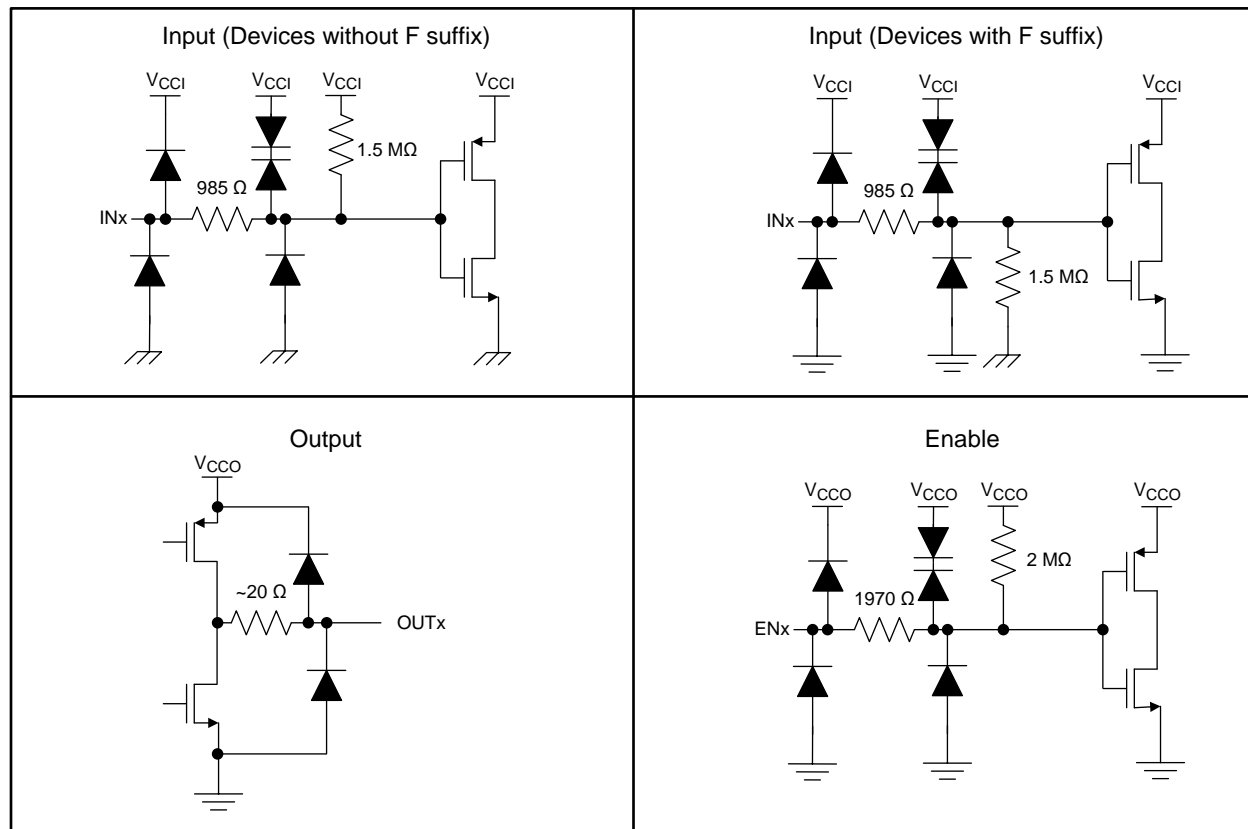 Input (Devices without F suffix)
VCCI VCCI VCCI VCCI
1.5 MΩ
985 Ω
INx
Input (Devices with F suffix)
VCCI VCCI VCCI
985 Ω
INx
1.5 MΩ
Output
VCCO
~20 Ω
OUTx
Enable
VCCO VCCO VCCO VCCO
2 MΩ
1970 Ω
ENx